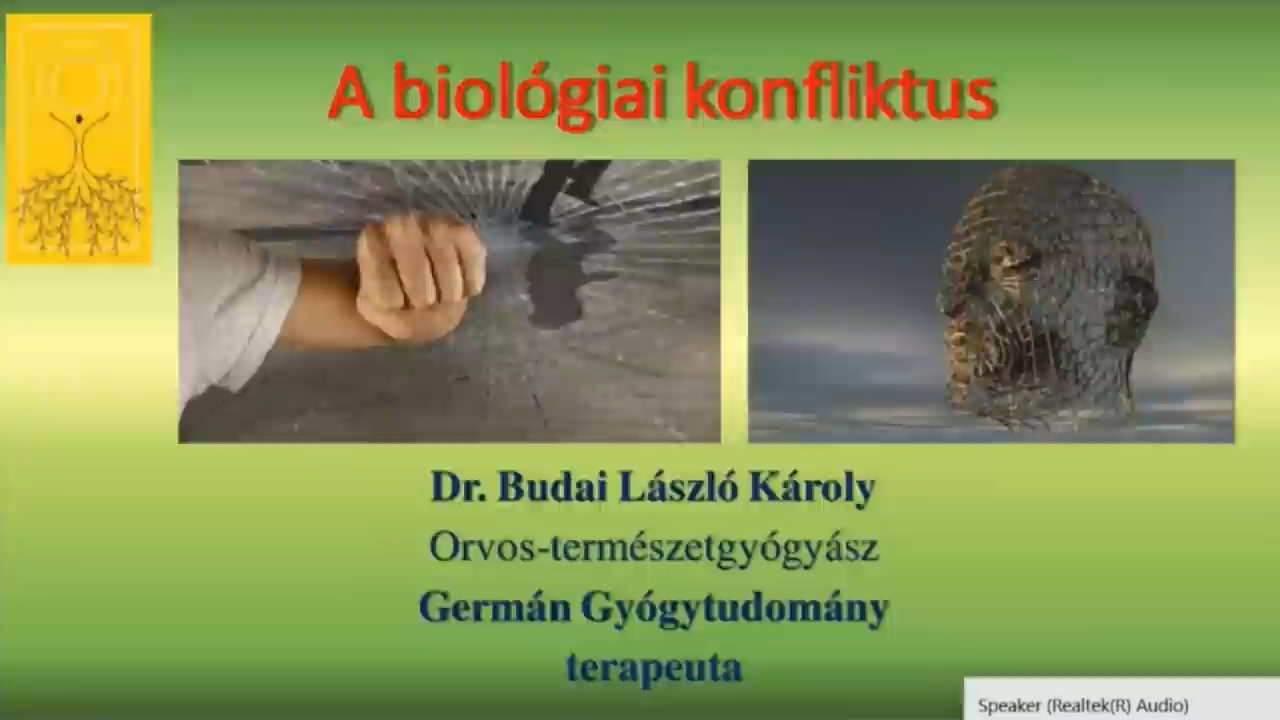 A biológiai konfliktus
Dr. Budai László Károly
Orvos-természetgyógyász
Germán Gyógytudomány
terapeuta
Speaker (Realtek(R) Audio)